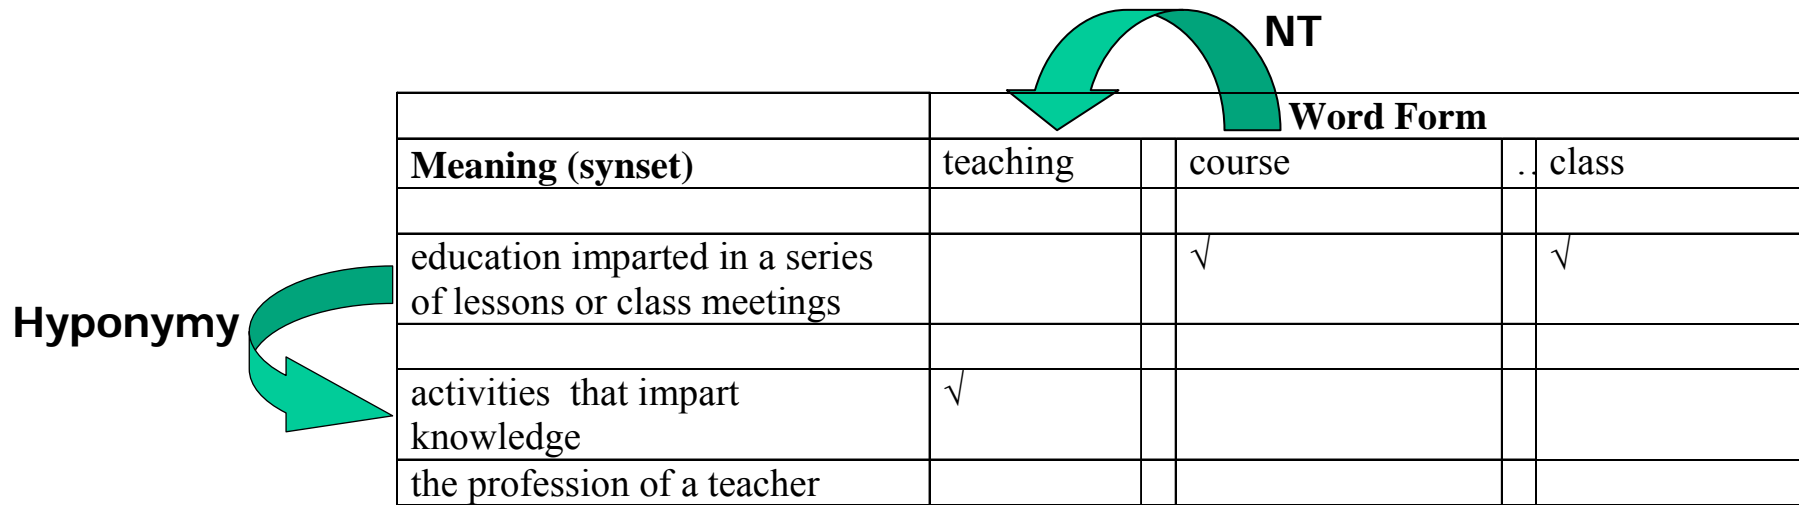 NT
Word Form
Meaning (synset) teaching course .. class
education imparted in a series √ √
of lessons or class meetings
Hyponymy
activities that impart √
knowledge
the profession of a teacher